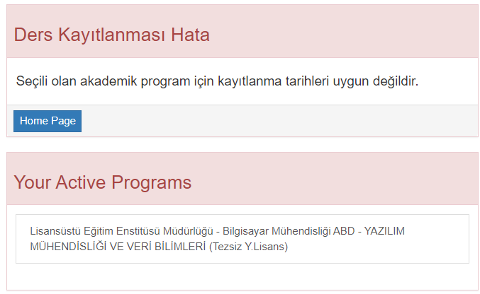 Ders Kayıtlanması Hata
Seçili olan akademik program için kayıtlanma tarihleri uygun değildir.
Home Page
Your Active Programs
Lisansüstü Eğitim Enstitüsü Müdürlüğü - Bilgisayar Mühendisliği ABD - YAZILIM
MÜHENDİSLİĞİ VE VERİ BİLİMLERİ (Tezsiz Y.Lisans)